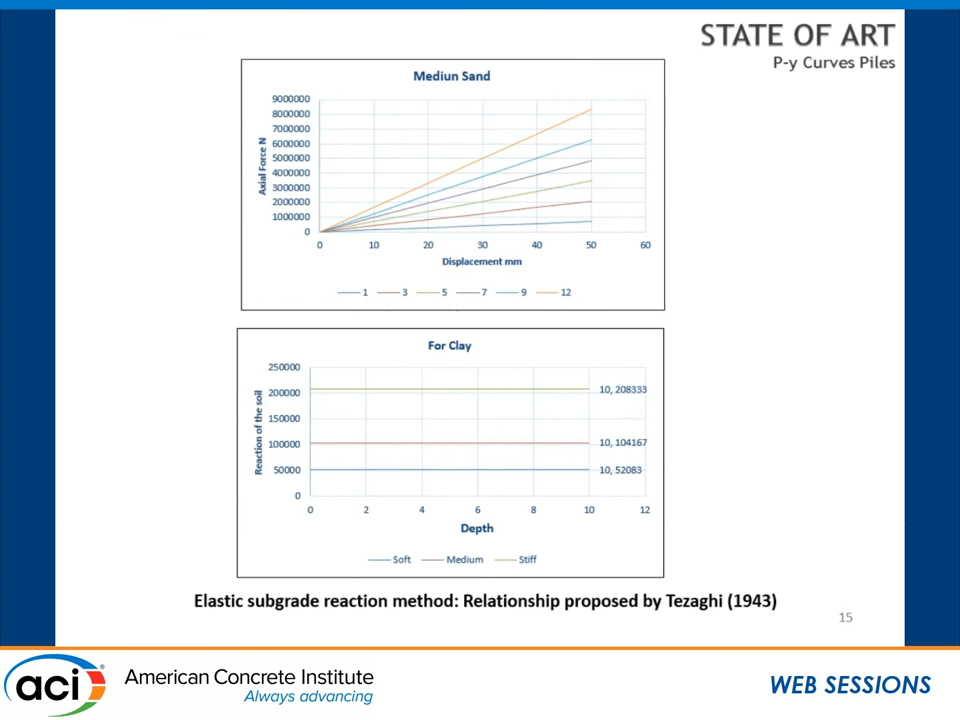 STATE OF ART
P-y Curves Piles
Mediun Sand
Axial Force N
9000000
8000000
7000000
6000000
5000000
4000000
3000000
2000000
1000000
0
0 10 20 30 40 50 60
Displacement mm
1 3 5 7 9 12
For Clay
Reaction of the soil
250000
200000
150000
100000
50000
0
10, 208333
10, 104167
10, 52083
0 2 4 6 8 10 12
Depth
Soft Medium Stiff
Elastic subgrade reaction method: Relationship proposed by Tezaghi (1943)
15
aci® American Concrete Institute
Always advancing
WEB SESSIONS